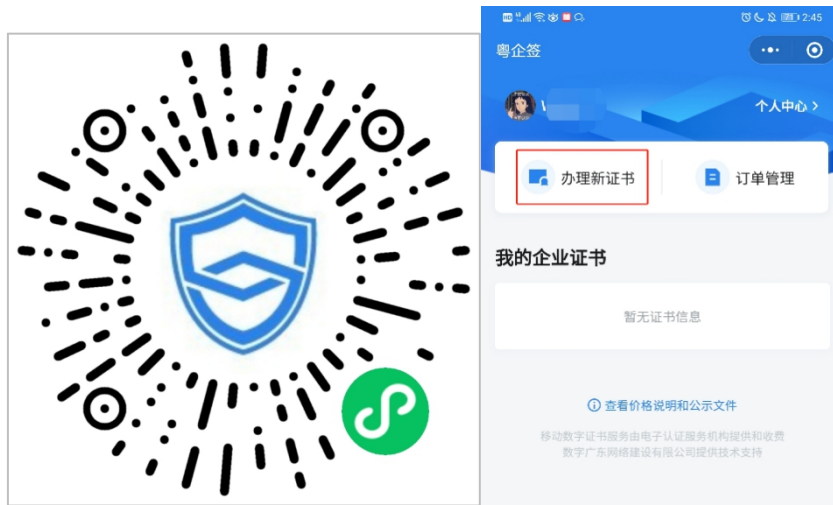 2:45
粤企签
个人中心 >
办理新证书
订单管理
我的企业证书
暂无证书信息
查看价格说明和公示文件
移动数字证书服务由电子认证服务机构提供和收费
数字广东网络建设有限公司提供技术支持